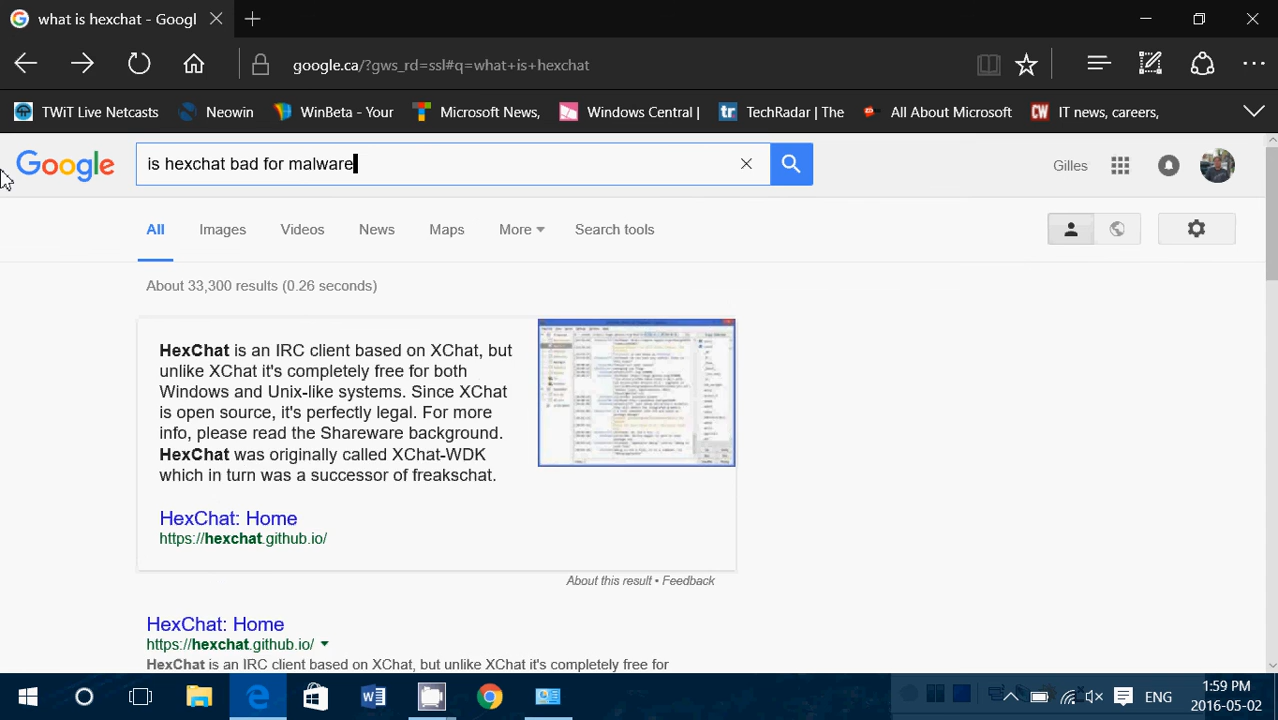 what is hexchat - Googl
google.ca/?gws_rd=ssl#q=what+is+hexchat
TWiT Live Netcasts Neowin WinBeta - Your Microsoft News, Windows Central | tr TechRadar | The All About Microsoft CW IT news, careers,
Google is hexchat bad for malware Gilles
All Images Videos News Maps More Search tools
About 33,300 results (0.26 seconds)
HexChat is an IRC client based on XChat, but
unlike XChat it's completely free for both
Windows and Unix-like systems. Since XChat
is open source, it's perfectly legal. For more
info, please read the Shareware background.
HexChat was originally called XChat-WDK
which in turn was a successor of freakschat.
HexChat: Home
https://hexchat.github.io/
About this result • Feedback
HexChat: Home
https://hexchat.github.io/
HexChat is an IRC client based on XChat, but unlike XChat it's completely free for
ENG 1:59 PM
2016-05-02